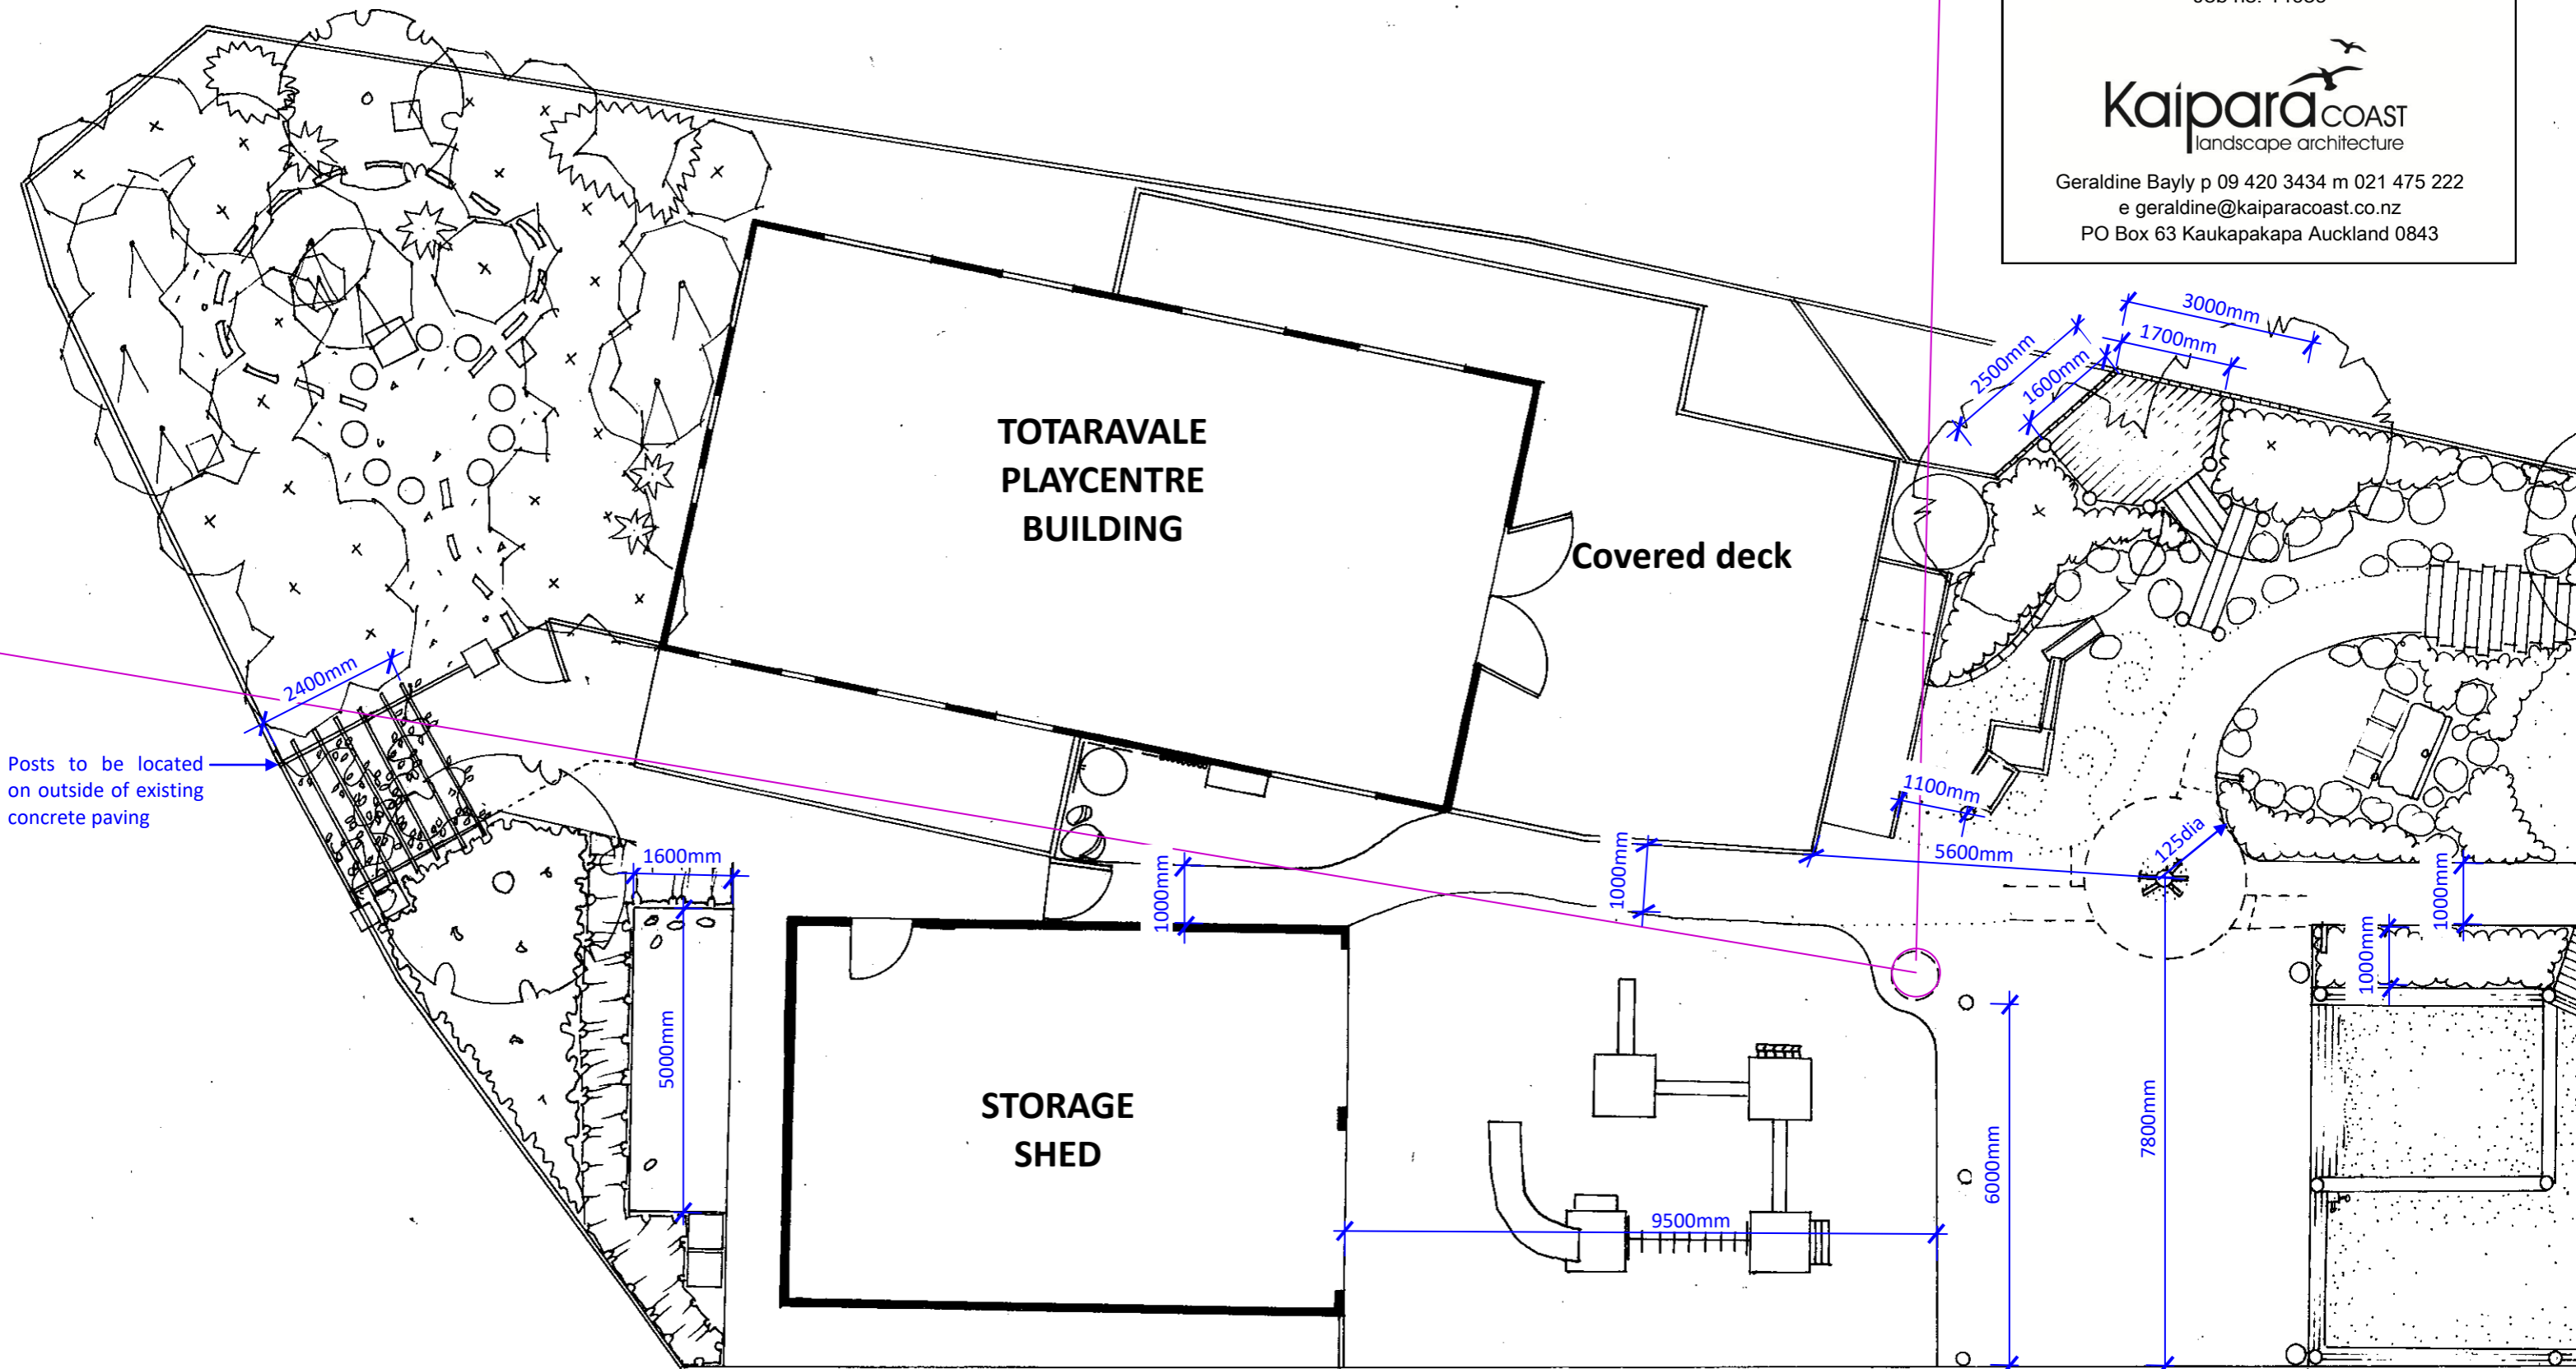 Kaipara COAST
landscape architecture
Geraldine Bayly p 09 420 3434 m 021 475 222
e geraldine@kaiparacoast.co.nz
PO Box 63 Kaukapakapa Auckland 0843
3000mm
1700mm
2500mm
1600mm
TOTARAVALE
PLAYCENTRE
BUILDING
Covered deck
2400mm
Posts to be located
on outside of existing
concrete paving
1100mm
125dia
5600mm
1600mm
1000mm
1000mm
1000mm
1000mm
5000mm
STORAGE
SHED
6000mm
7800mm
9500mm